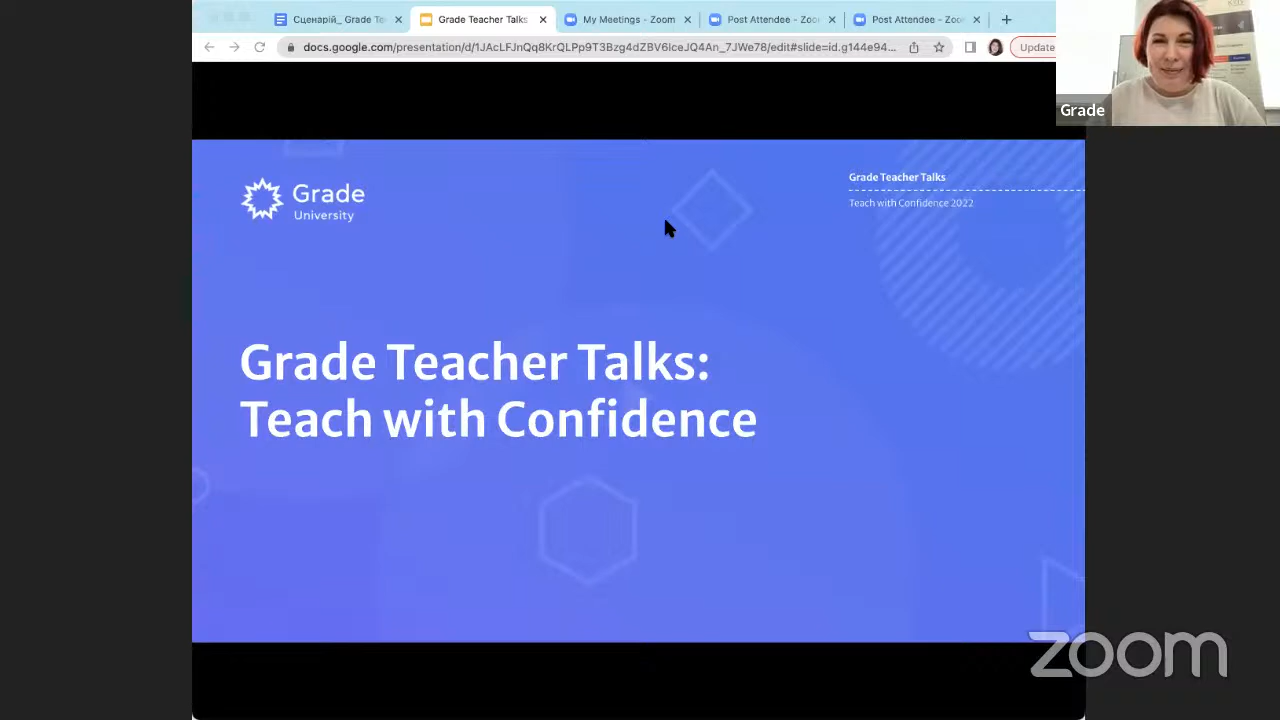 Сценарій_ Grade Te
Grade Teacher Talks
My Meetings - Zoom
Post Attendee - Zoo
Post Attendee - Zoo
docs.google.com/presentation/d/1JAcLFJnQq8KrQLPp9T3Bzg4dZBV6IceJQ4An_7JWe78/edit#slide=id.g144e94...
Update
Grade
Grade
University
Grade Teacher Talks
Teach with Confidence 2022
Grade Teacher Talks:
Teach with Confidence
zoom